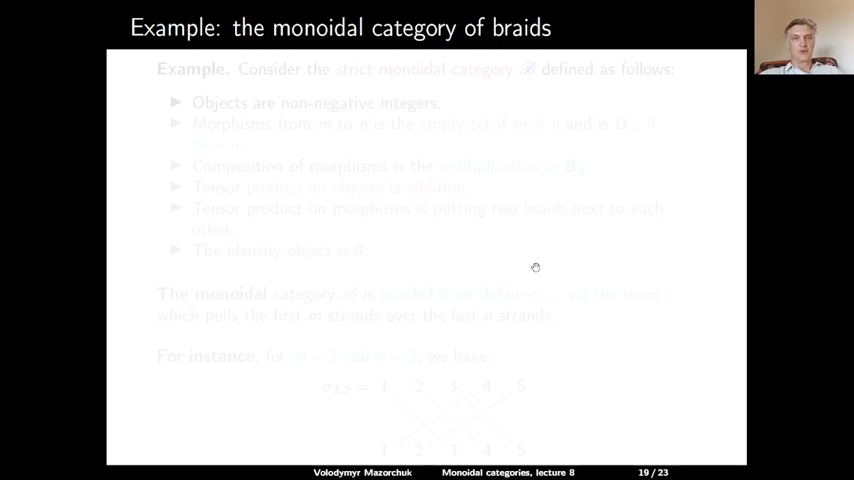 Example: the monoidal category of braids
Example. Consider the strict monoidal category ℬ defined as follows:
▶ Objects are non-negative integers.
▶ Morphisms from m to n is the empty set if m ≠ n and is Bₘ if
m = n.
▶ Composition of morphisms is the multiplication in Bₙ.
▶ Tensor product on objects is addition.
▶ Tensor product on morphisms is putting two braids next to each
other.
▶ The identity object is 0.
The monoidal category ℬ is braided if we define σₘ,ₙ via the braid
which pulls the first m strands over the last n strands.
For instance, for m = 3 and n = 2, we have:
σ₃,₂ = 1 2 3 4 5
1 2 3 4 5
Volodymyr Mazorchuk Monoidal categories, lecture 8 19 / 23